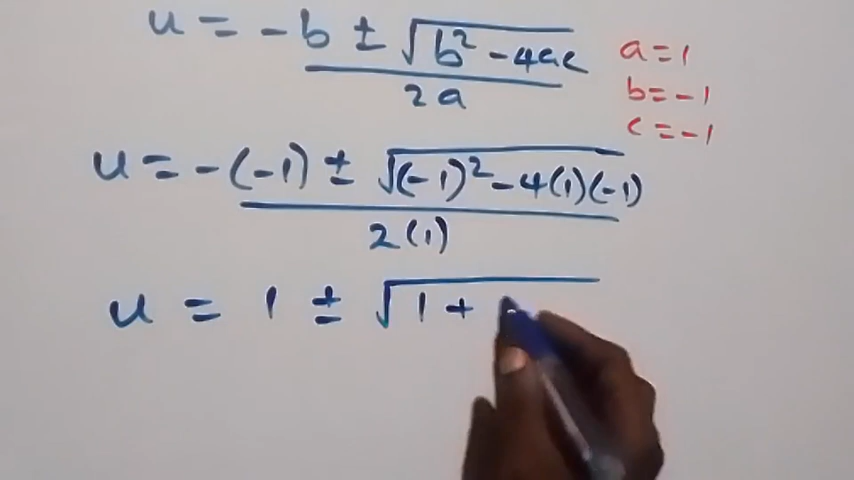 u = -b ± √b² - 4ac a = 1
2a b = -1
c = -1
u = -(-1) ± √(-1)² - 4(1)(-1)
2(1)
u = 1 ± √1 +